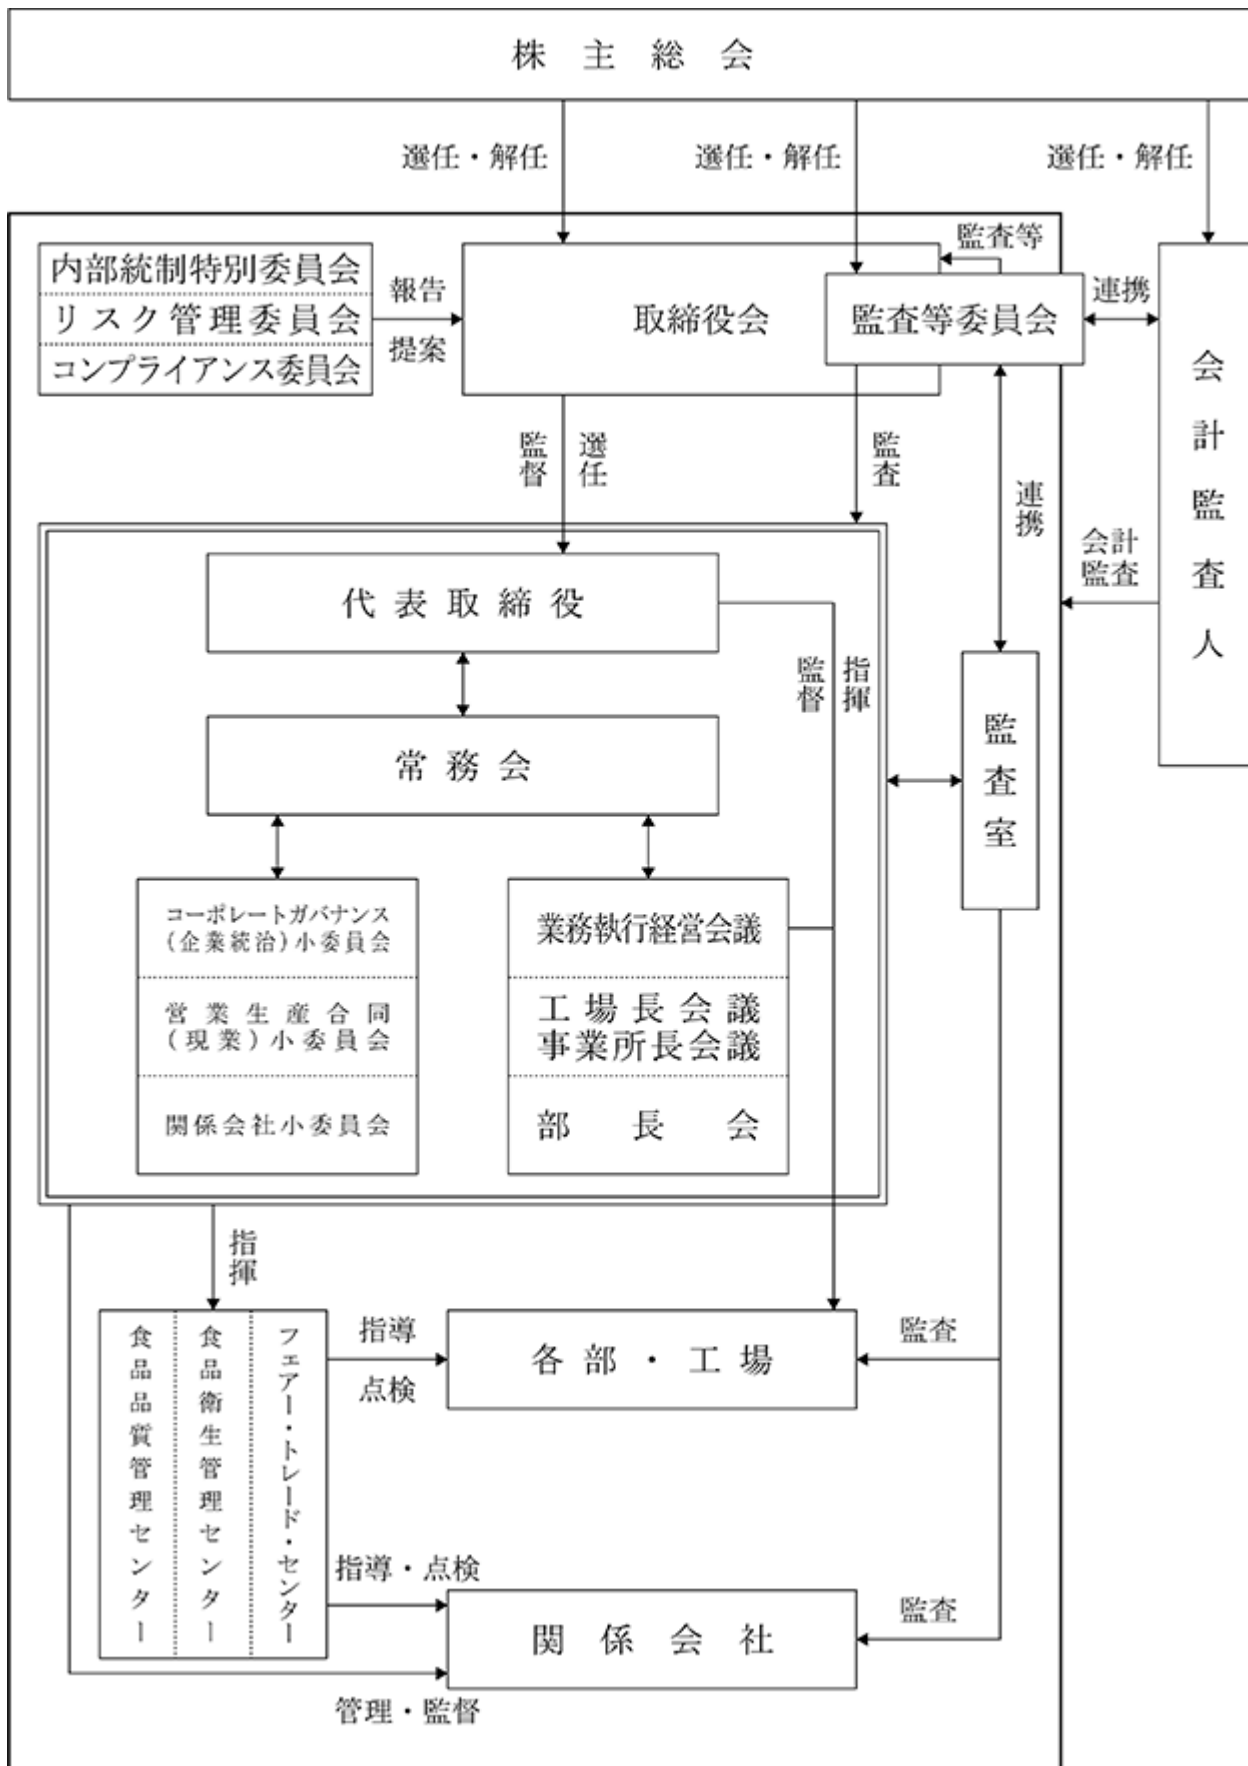 株主総会
選任・解任
選任・解任
選任・解任
内部統制特別委員会
リスク管理委員会
コンプライアンス委員会
報告
提案
取締役会
監査等
監査等委員会
連携
会計監査人
監督
選任
監査
連携
会計
監査
代表取締役
監督
指揮
常務会
監査室
コーポレートガバナンス
(企業統治)小委員会
営業生産合同
(現業)小委員会
関係会社小委員会
業務執行経営会議
工場長会議
事業所長会議
部長会
指揮
食品品質管理センター
食品衛生管理センター
フェアー・トレード・センター
指導
点検
各部・工場
監査
指導・点検
関係会社
監査
管理・監督